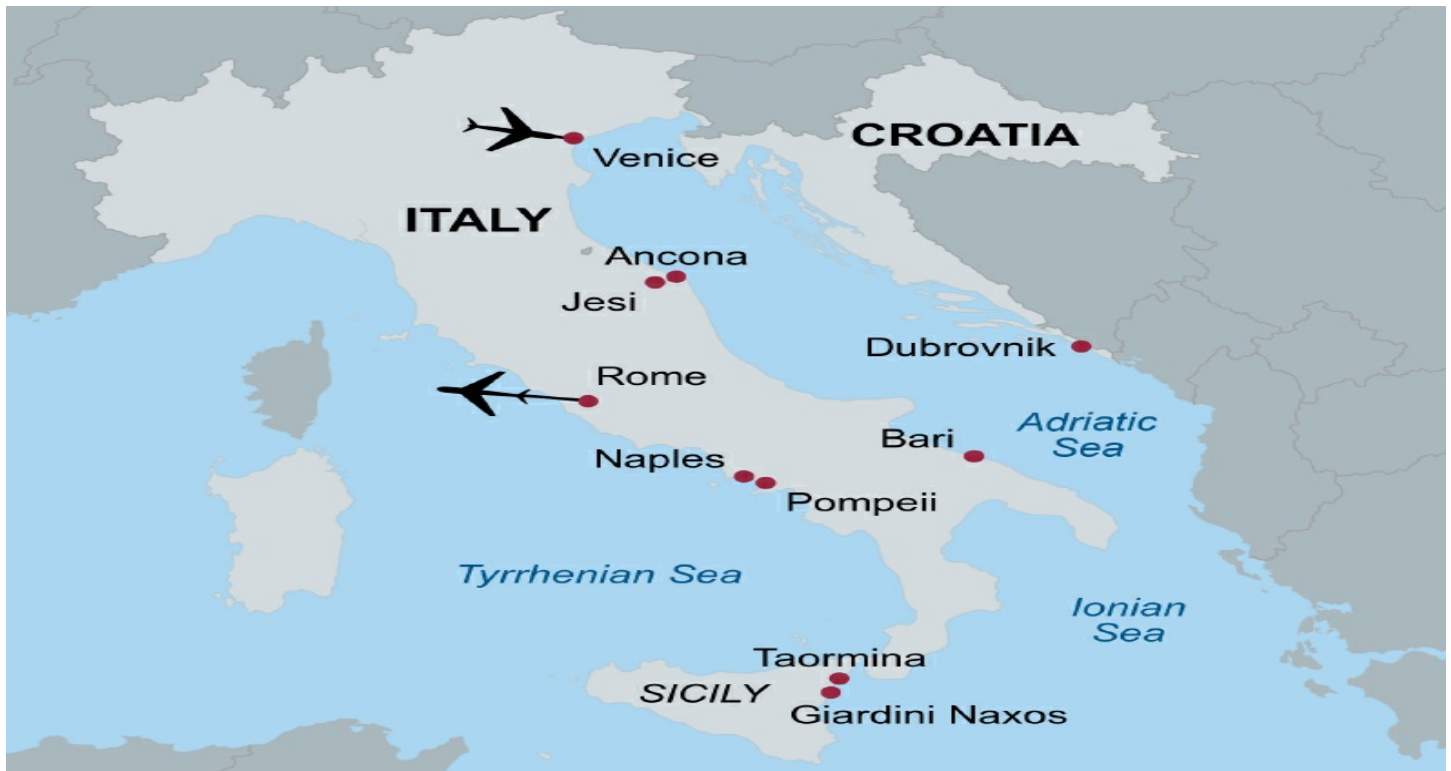 CROATIA
Venice
ITALY
Ancona
Jesi
Dubrovnik
Rome
Adriatic
Sea
Bari
Naples
Pompeii
Tyrrhenian Sea
Ionian
Sea
Taormina
SICILY
Giardini Naxos